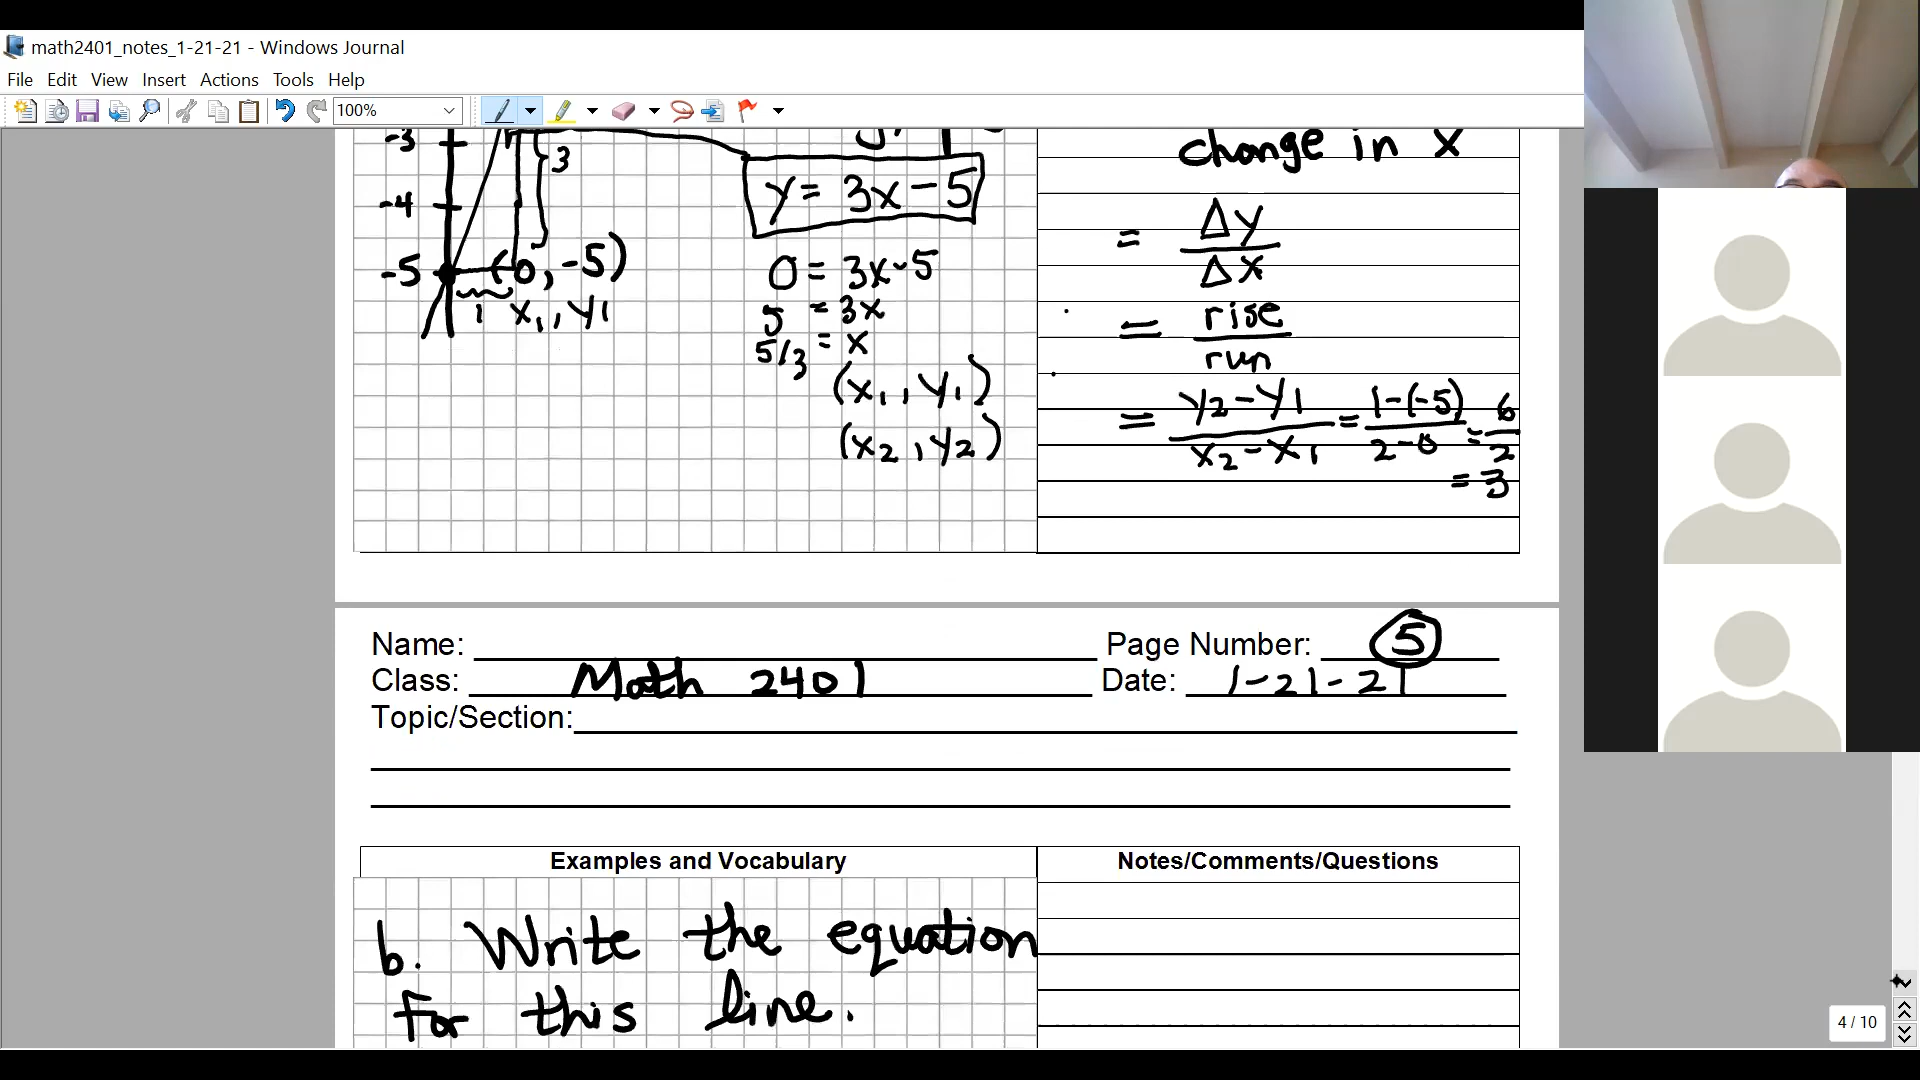 math2401_notes_1-21-21 - Windows Journal
File Edit View Insert Actions Tools Help
100%
-3
3
-4
-5
(0, -5)
1 x₁, y₁
y = 3x - 5
0 = 3x - 5
5 = 3x
5/3 = x
(x₁, y₁)
(x₂, y₂)
change in x
= Δy / Δx
= rise / run
= y₂ - y₁ / x₂ - x₁ = 1 - (-5) / 2 - 0 = 6 / 2
= 3
Name: Page Number: 5
Class: Math 2401 Date: 1-21-21
Topic/Section:
Examples and Vocabulary Notes/Comments/Questions
b. Write the equation
for this line.
4 / 10